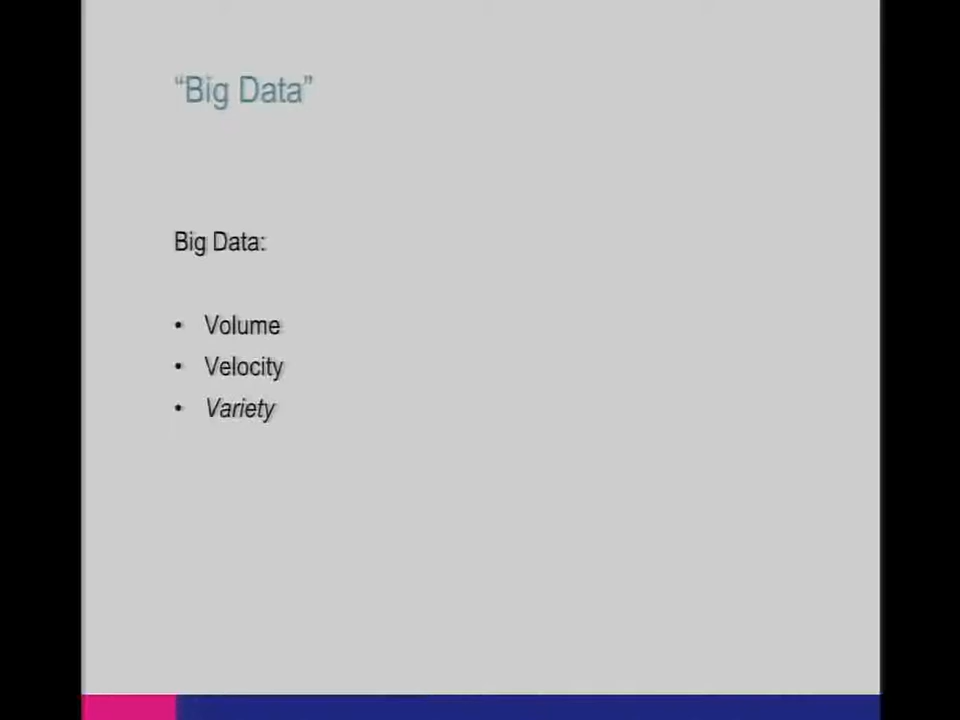 “Big Data”
Big Data:
• Volume
• Velocity
• Variety